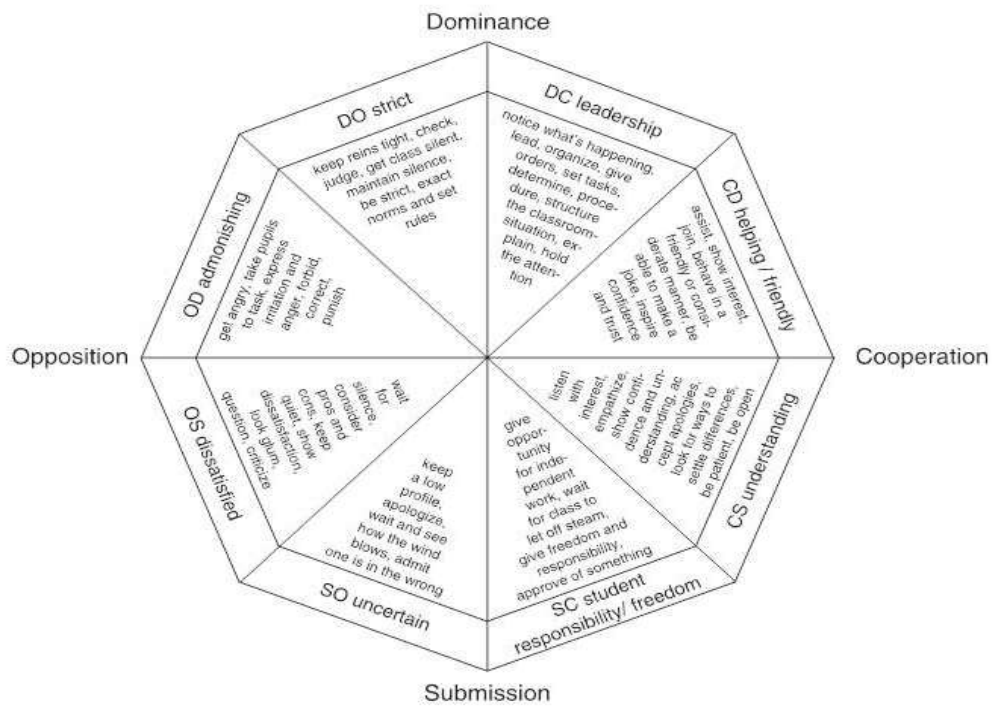 Dominance
DO strict
DC leadership
keep reins tight, check,
judge, get class silent,
maintain silence,
be strict, exact
norms and set
rules
notice what's happening.
lead, organize, give
orders, set tasks,
determine, proce-
dure, structure
the classroom-
situation, ex-
plain, hold
the atten-
tion
OD admonishing
get angry, take pupils
to task, express
irritation and
anger, forbid,
correct,
punish
CD helping / friendly
assist, show interest,
join, behave in a
friendly or consi-
derate manner, be
able to make a
joke, inspire
confidence
and trust
Opposition
Cooperation
OS dissatisfied
wait
for
silence,
consider
pros and
cons, keep
quiet, show
dissatisfaction,
look glum,
question, criticize
CS understanding
listen
with
interest,
empathize,
show confi-
dence and un-
derstanding, ac
cept apologies,
look for ways to
settle differences,
be patient, be open
SO uncertain
keep
a low
profile,
apologize,
wait and see
how the wind
blows, admit
one is in the wrong
SC student
responsibility/ freedom
give
oppor-
tunity
for inde-
pendent
work, wait
for class to
let off steam,
give freedom and
responsibility,
approve of something
Submission